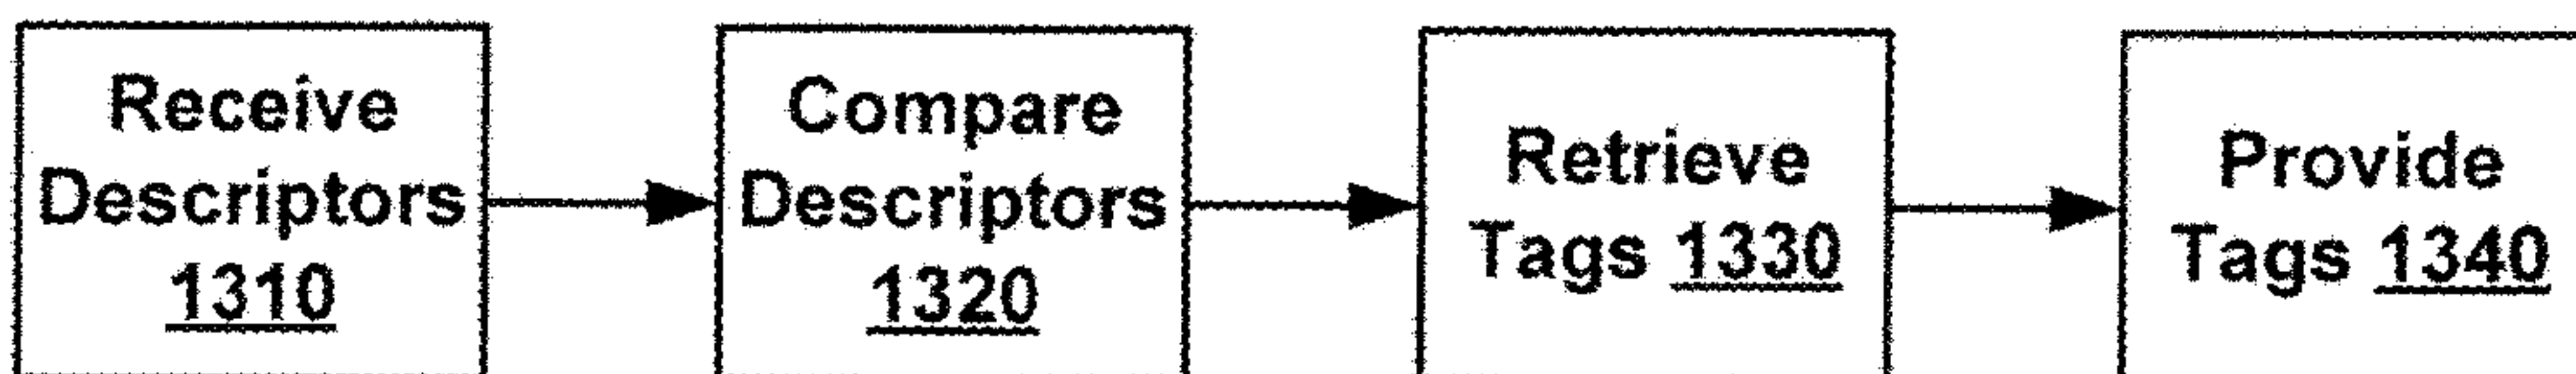 Receive
Descriptors
1310
Compare
Descriptors
1320
Retrieve
Tags 1330
Provide
Tags 1340